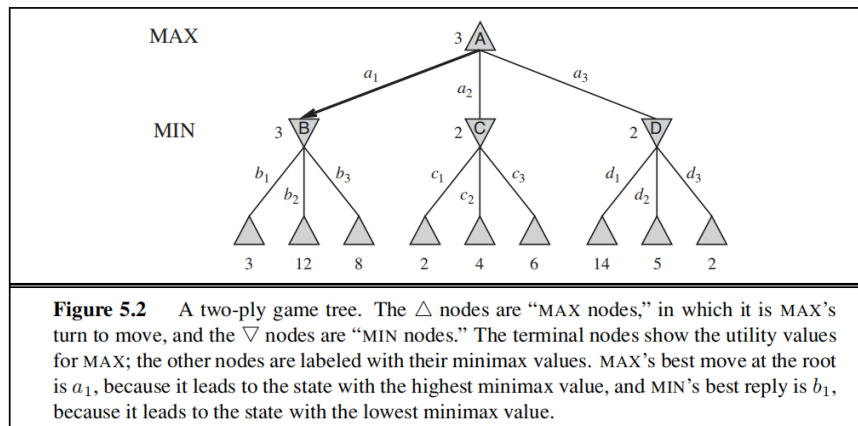 MAX 3 A
a1 a2 a3
MIN 3 B 2 C 2 D
b1 b2 b3 c1 c2 c3 d1 d2 d3
3 12 8 2 4 6 14 5 2
Figure 5.2 A two-ply game tree. The △ nodes are “MAX nodes,” in which it is MAX’s
turn to move, and the ▽ nodes are “MIN nodes.” The terminal nodes show the utility values
for MAX; the other nodes are labeled with their minimax values. MAX’s best move at the root
is a1, because it leads to the state with the highest minimax value, and MIN’s best reply is b1,
because it leads to the state with the lowest minimax value.